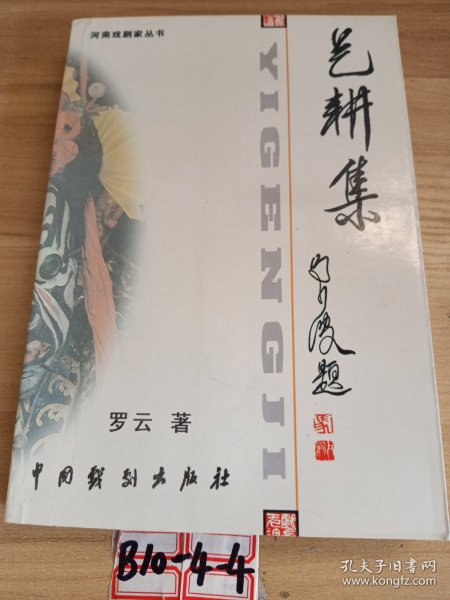 河南戏剧家丛书
艺耕集
YIGENGJI
罗云 著
中国戏剧出版社
B10-4-4
孔夫子旧书网
www.kongfz.com